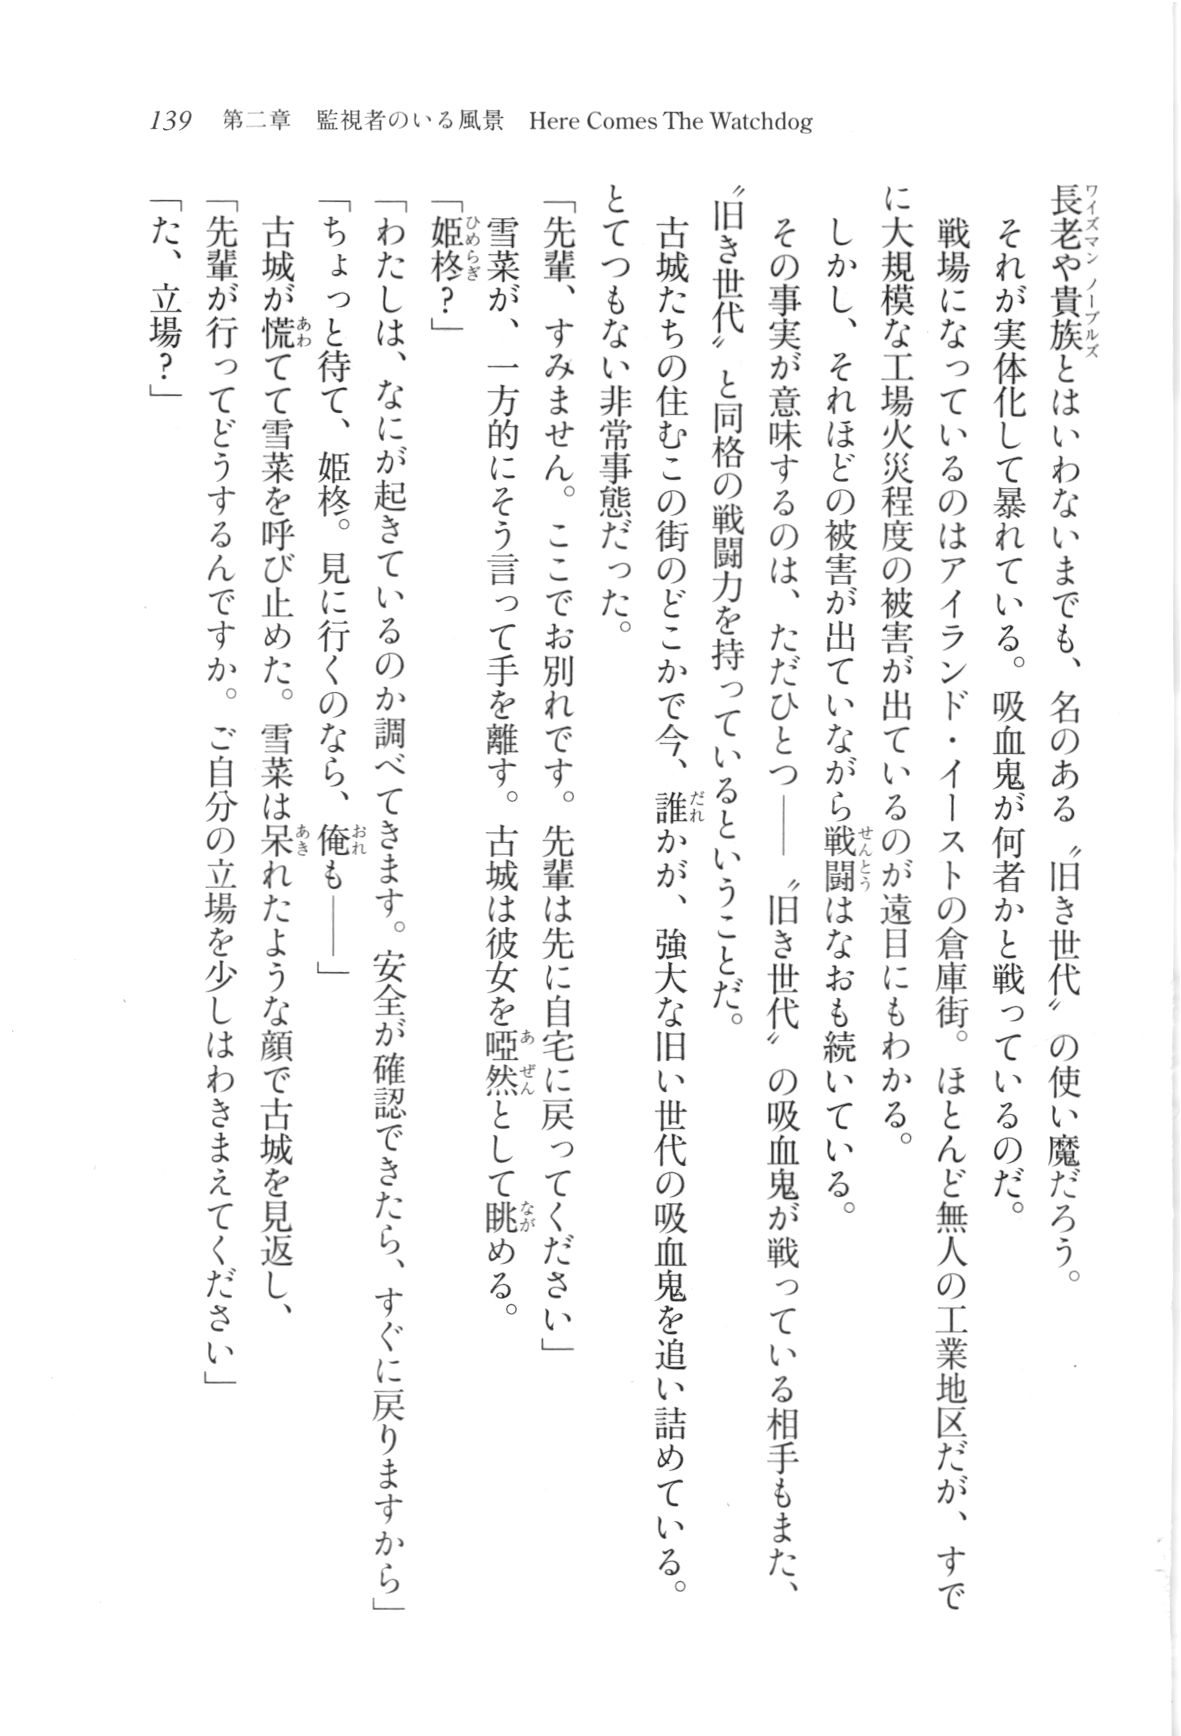 139 第二章 監視者のいる風景 Here Comes The Watchdog
長老や貴族とはいわないまでも、名のある〝旧き世代〟の使い魔だろう。
ワイズマン ノーブルズ
それが実体化して暴れている。吸血鬼が何者かと戦っているのだ。
戦場になっているのはアイランド・イーストの倉庫街。ほとんど無人の工業地区だが、すで
に大規模な工場火災程度の被害が出ているのが遠目にもわかる。
しかし、それほどの被害が出ていながら戦闘はなおも続いている。
せんとう
その事実が意味するのは、ただひとつ――〝旧き世代〟の吸血鬼が戦っている相手もまた、
〝旧き世代〟と同格の戦闘力を持っているということだ。
古城たちの住むこの街のどこかで今、誰かが、強大な旧い世代の吸血鬼を追い詰めている。
だれ
とてつもない非常事態だった。
「先輩、すみません。ここでお別れです。先輩は先に自宅に戻ってください」
雪菜が、一方的にそう言って手を離す。古城は彼女を啞然として眺める。
あ ぜん なが
「姫柊？」
ひめらぎ
「わたしは、なにが起きているのか調べてきます。安全が確認できたら、すぐに戻りますから」
「ちょっと待て、姫柊。見に行くのなら、俺も――」
おれ
古城が慌てて雪菜を呼び止めた。雪菜は呆れたような顔で古城を見返し、
あわ あき
「先輩が行ってどうするんですか。ご自分の立場を少しはわきまえてください」
「た、立場？」